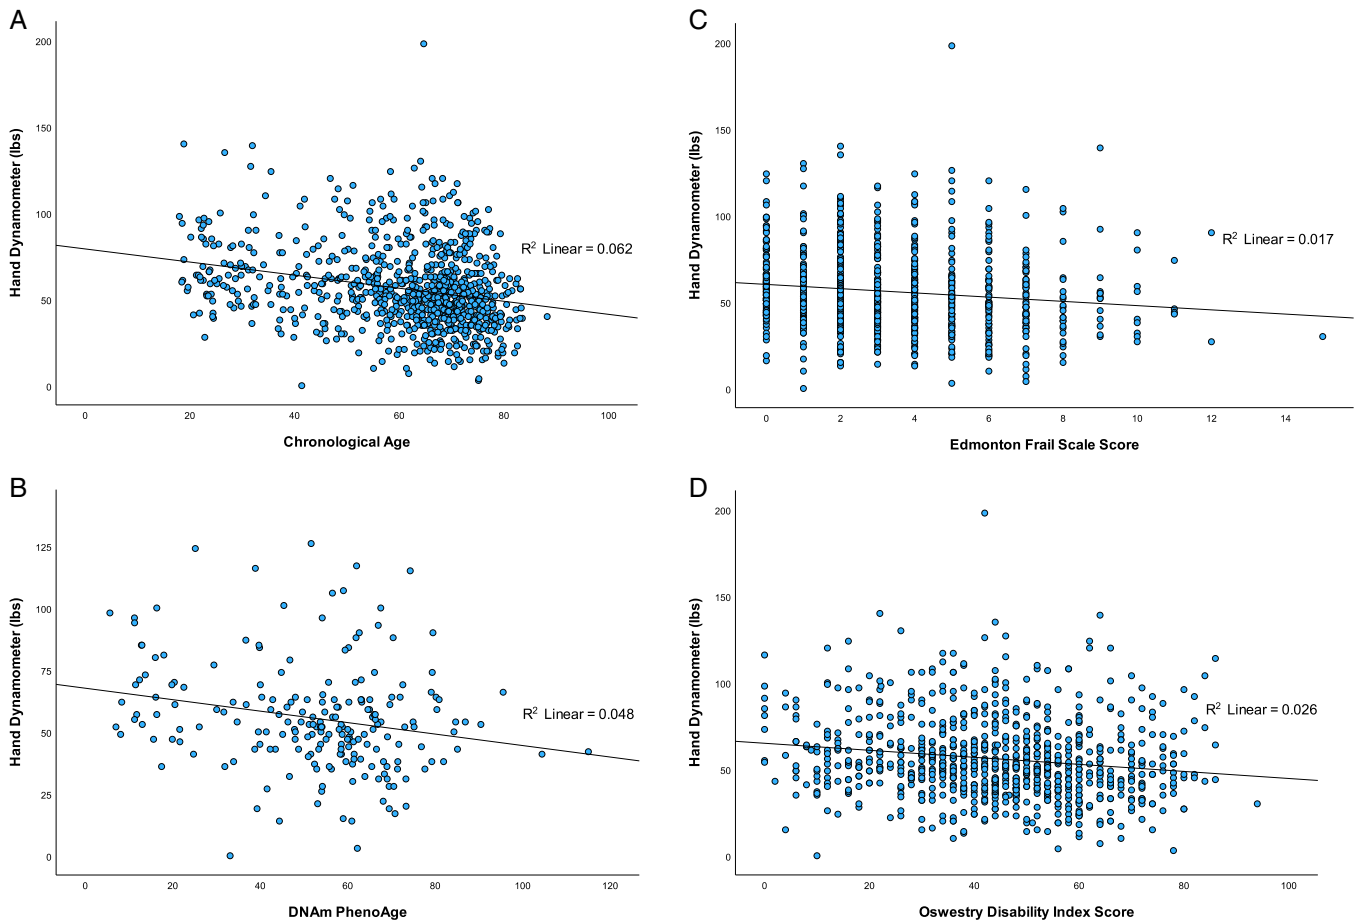 A
Hand Dynamometer (lbs)
200
150
100
50
0
R² Linear = 0.062
0 20 40 60 80 100
Chronological Age
C
Hand Dynamometer (lbs)
200
150
100
50
0
R² Linear = 0.017
0 2 4 6 8 10 12 14
Edmonton Frail Scale Score
B
Hand Dynamometer (lbs)
125
100
75
50
25
0
R² Linear = 0.048
0 20 40 60 80 100 120
DNAm PhenoAge
D
Hand Dynamometer (lbs)
200
150
100
50
0
R² Linear = 0.026
0 20 40 60 80 100
Oswestry Disability Index Score